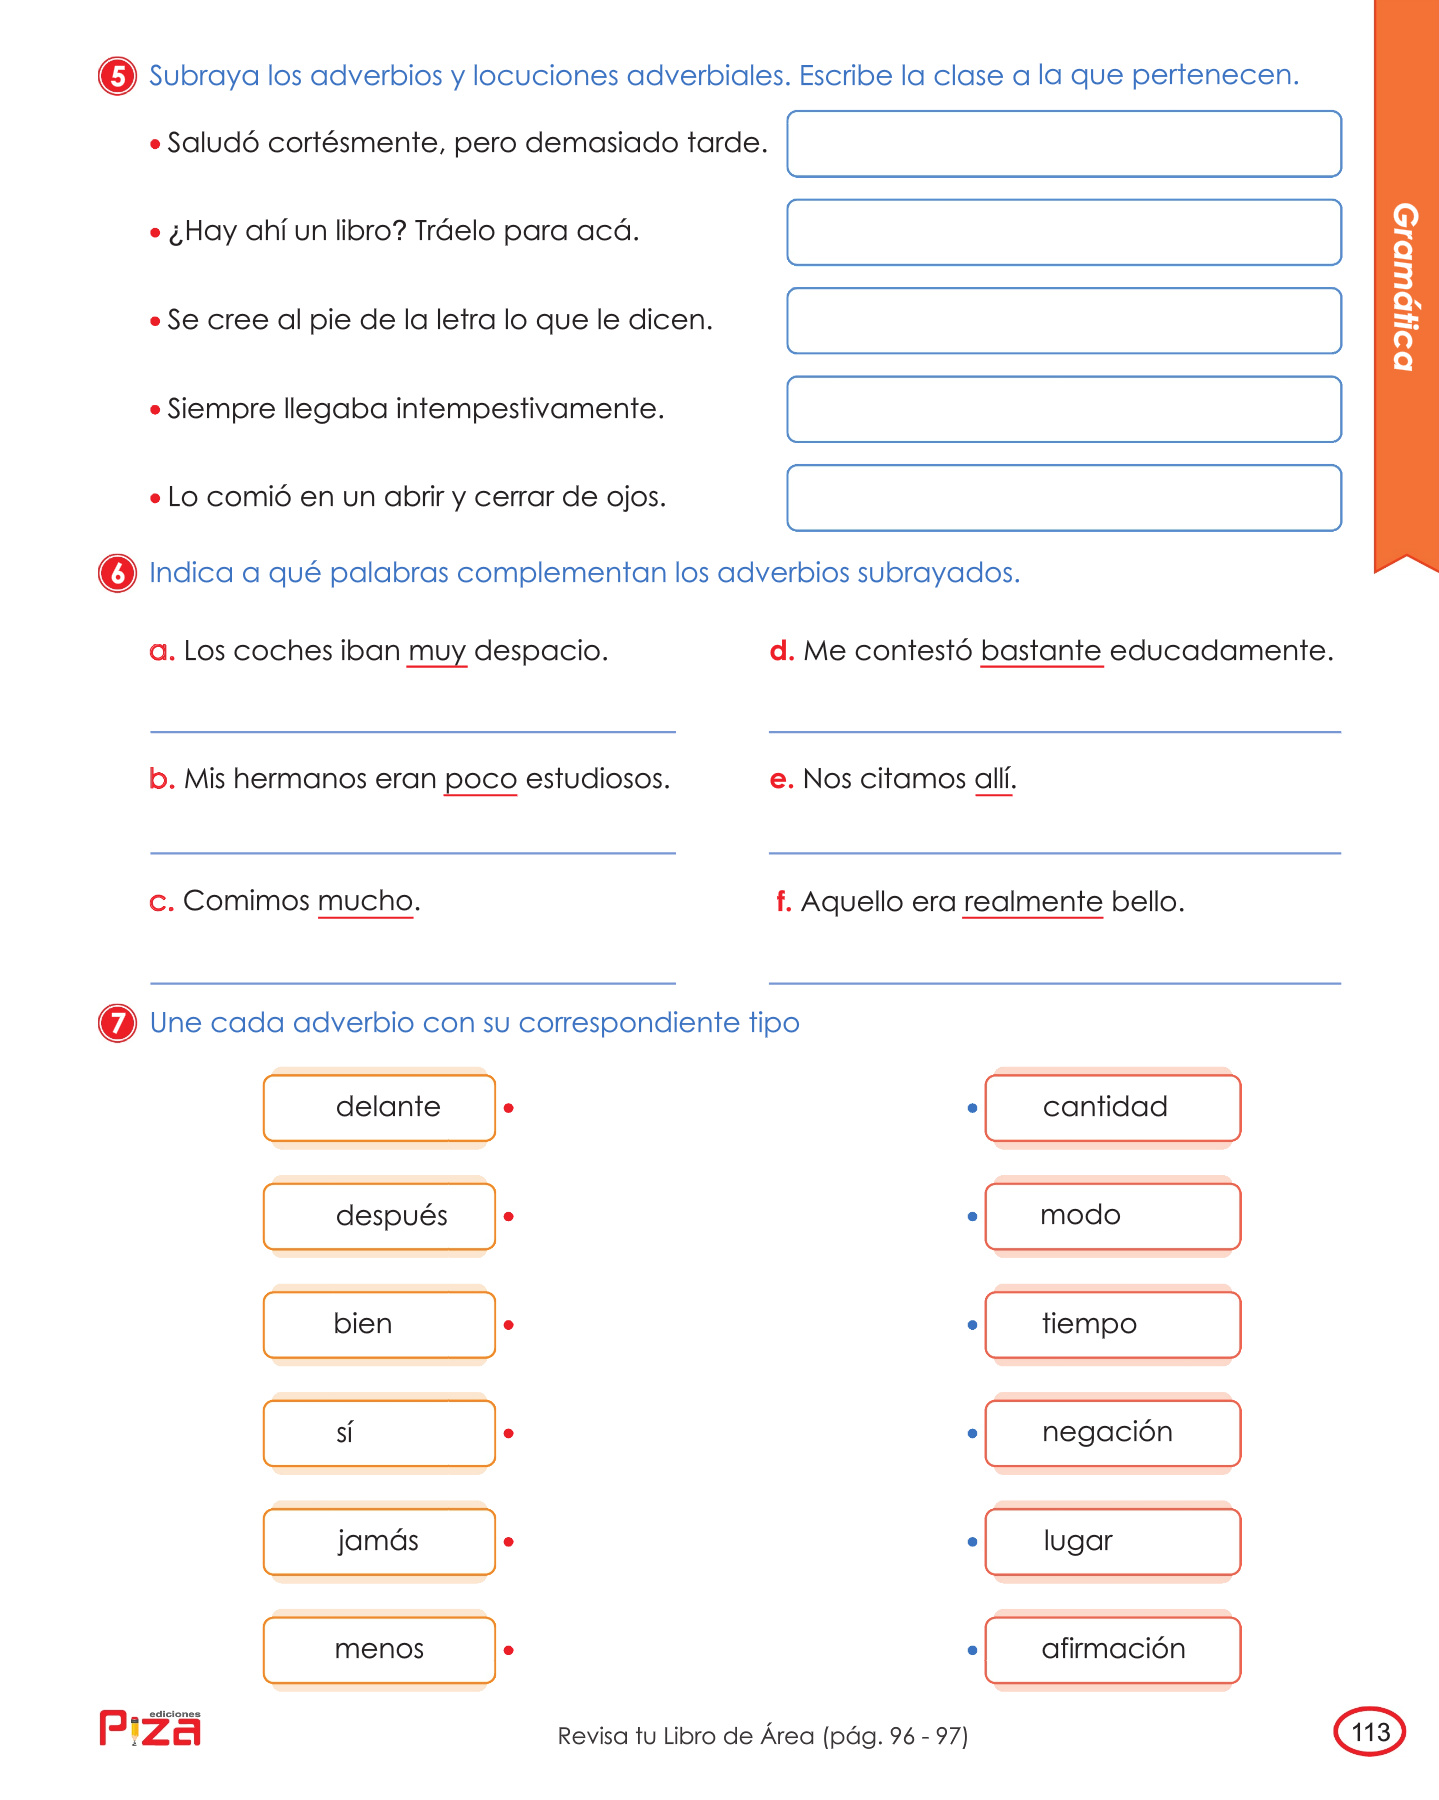 5 Subraya los adverbios y locuciones adverbiales. Escribe la clase a la que pertenecen.
• Saludó cortésmente, pero demasiado tarde.
• ¿Hay ahí un libro? Tráelo para acá.
• Se cree al pie de la letra lo que le dicen.
• Siempre llegaba intempestivamente.
• Lo comió en un abrir y cerrar de ojos.
Gramática
6 Indica a qué palabras complementan los adverbios subrayados.
a. Los coches iban muy despacio.
d. Me contestó bastante educadamente.
b. Mis hermanos eran poco estudiosos.
e. Nos citamos allí.
c. Comimos mucho.
f. Aquello era realmente bello.
7 Une cada adverbio con su correspondiente tipo
delante
cantidad
después
modo
bien
tiempo
sí
negación
jamás
lugar
menos
afirmación
ediciones
Piza
Revisa tu Libro de Área (pág. 96 - 97)
113